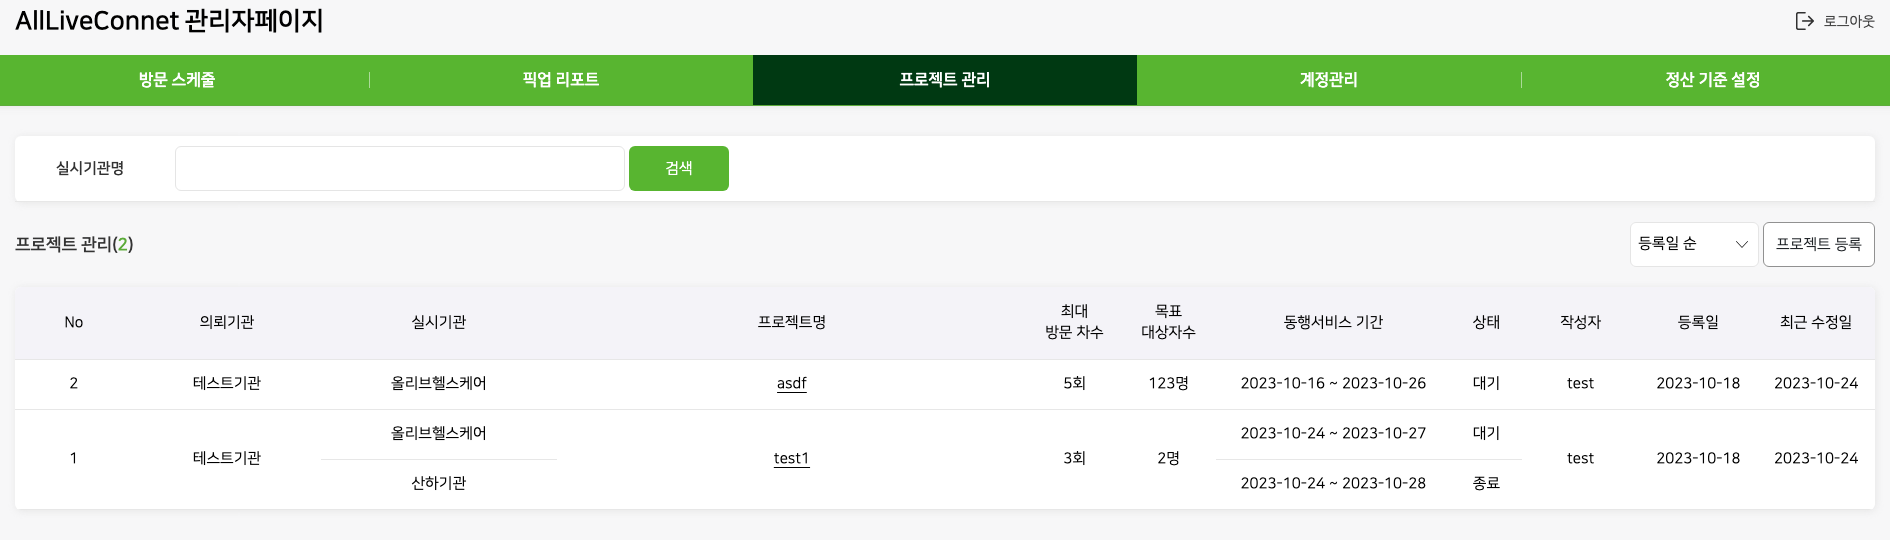 AllLiveConnet 관리자페이지
로그아웃
방문 스케줄 픽업 리포트 프로젝트 관리 계정관리 정산 기준 설정
실시기관명 검색
프로젝트 관리(2) 등록일 순 프로젝트 등록
No 의뢰기관 실시기관 프로젝트명 최대 방문 차수 목표 대상자수 동행서비스 기간 상태 작성자 등록일 최근 수정일
2 테스트기관 올리브헬스케어 asdf 5회 123명 2023-10-16 ~ 2023-10-26 대기 test 2023-10-18 2023-10-24
올리브헬스케어 2023-10-24 ~ 2023-10-27 대기
1 테스트기관 test1 3회 2명 test 2023-10-18 2023-10-24
산하기관 2023-10-24 ~ 2023-10-28 종료